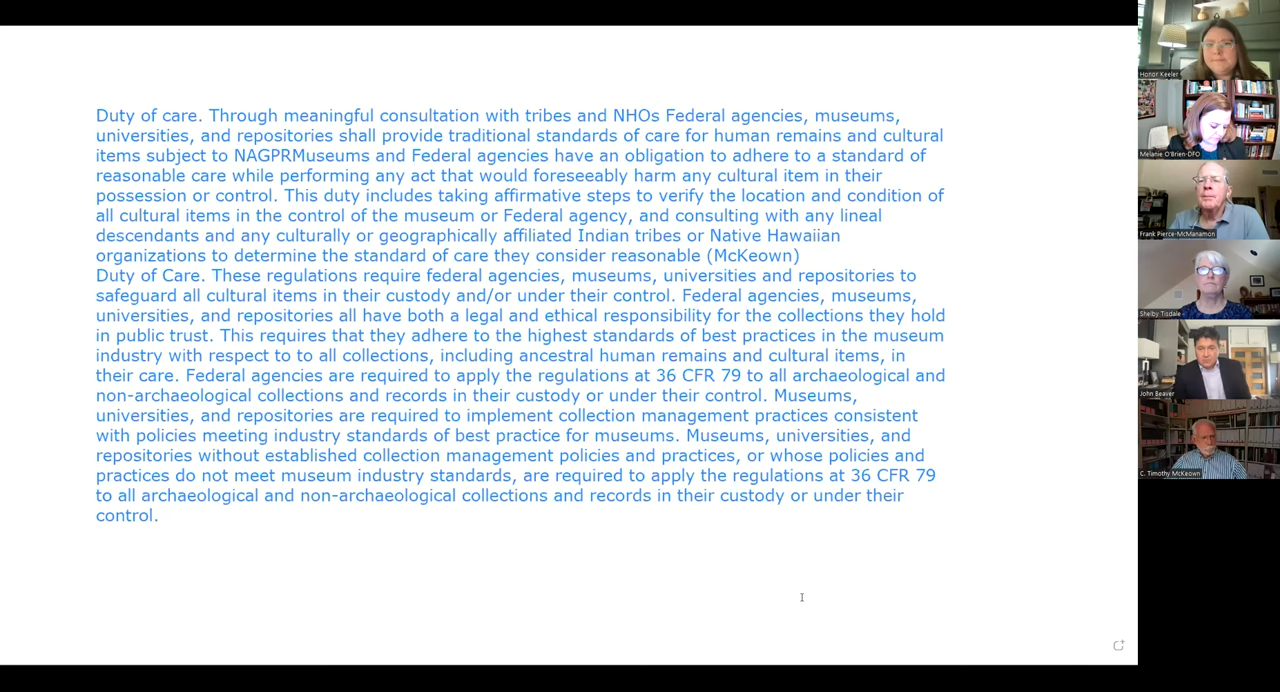 Duty of care. Through meaningful consultation with tribes and NHOs Federal agencies, museums,
universities, and repositories shall provide traditional standards of care for human remains and cultural
items subject to NAGPRMuseums and Federal agencies have an obligation to adhere to a standard of
reasonable care while performing any act that would foreseeably harm any cultural item in their
possession or control. This duty includes taking affirmative steps to verify the location and condition of
all cultural items in the control of the museum or Federal agency, and consulting with any lineal
descendants and any culturally or geographically affiliated Indian tribes or Native Hawaiian
organizations to determine the standard of care they consider reasonable (McKeown)
Duty of Care. These regulations require federal agencies, museums, universities and repositories to
safeguard all cultural items in their custody and/or under their control. Federal agencies, museums,
universities, and repositories all have both a legal and ethical responsibility for the collections they hold
in public trust. This requires that they adhere to the highest standards of best practices in the museum
industry with respect to to all collections, including ancestral human remains and cultural items, in
their care. Federal agencies are required to apply the regulations at 36 CFR 79 to all archaeological and
non-archaeological collections and records in their custody or under their control. Museums,
universities, and repositories are required to implement collection management practices consistent
with policies meeting industry standards of best practice for museums. Museums, universities, and
repositories without established collection management policies and practices, or whose policies and
practices do not meet museum industry standards, are required to apply the regulations at 36 CFR 79
to all archaeological and non-archaeological collections and records in their custody or under their
control.
Honor Keeler
Melanie O'Brien-DFO
Frank Pierce-McManamon
Shelby Tisdale
John Beaver
C. Timothy McKeown